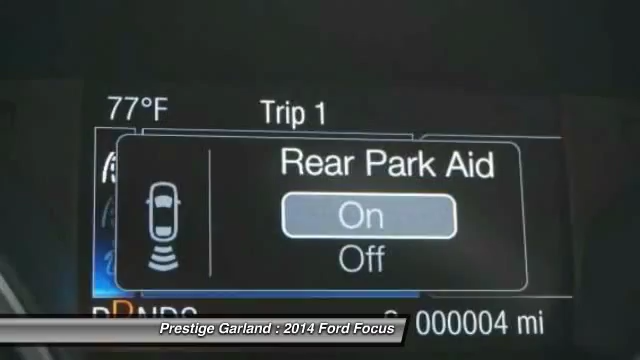 77°F Trip 1
Rear Park Aid
On
Off
000004 mi
Prestige Garland : 2014 Ford Focus